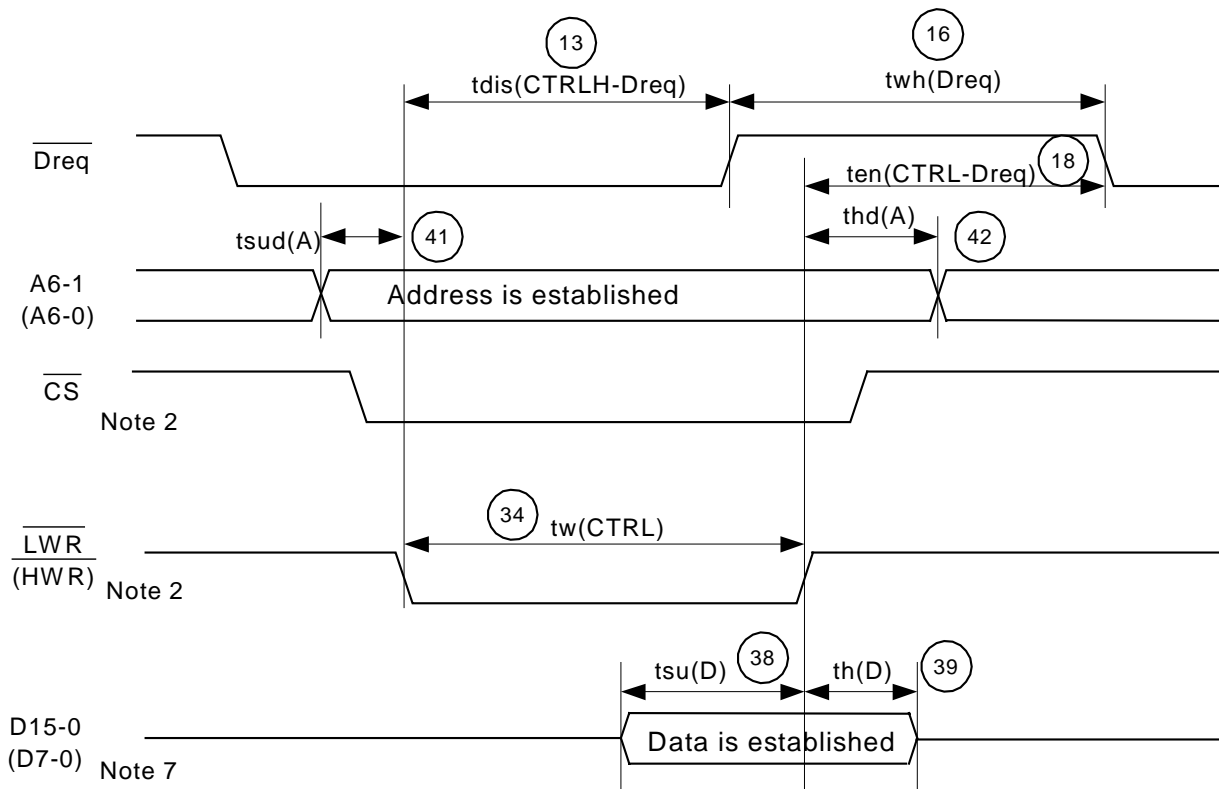 13
16
tdis(CTRLH-Dreq)
twh(Dreq)
Dreq
ten(CTRL-Dreq)
18
tsud(A)
41
thd(A)
42
A6-1
(A6-0)
Address is established
CS
Note 2
34
tw(CTRL)
LWR
(HWR)
Note 2
tsu(D)
38
th(D)
39
D15-0
(D7-0)
Note 7
Data is established